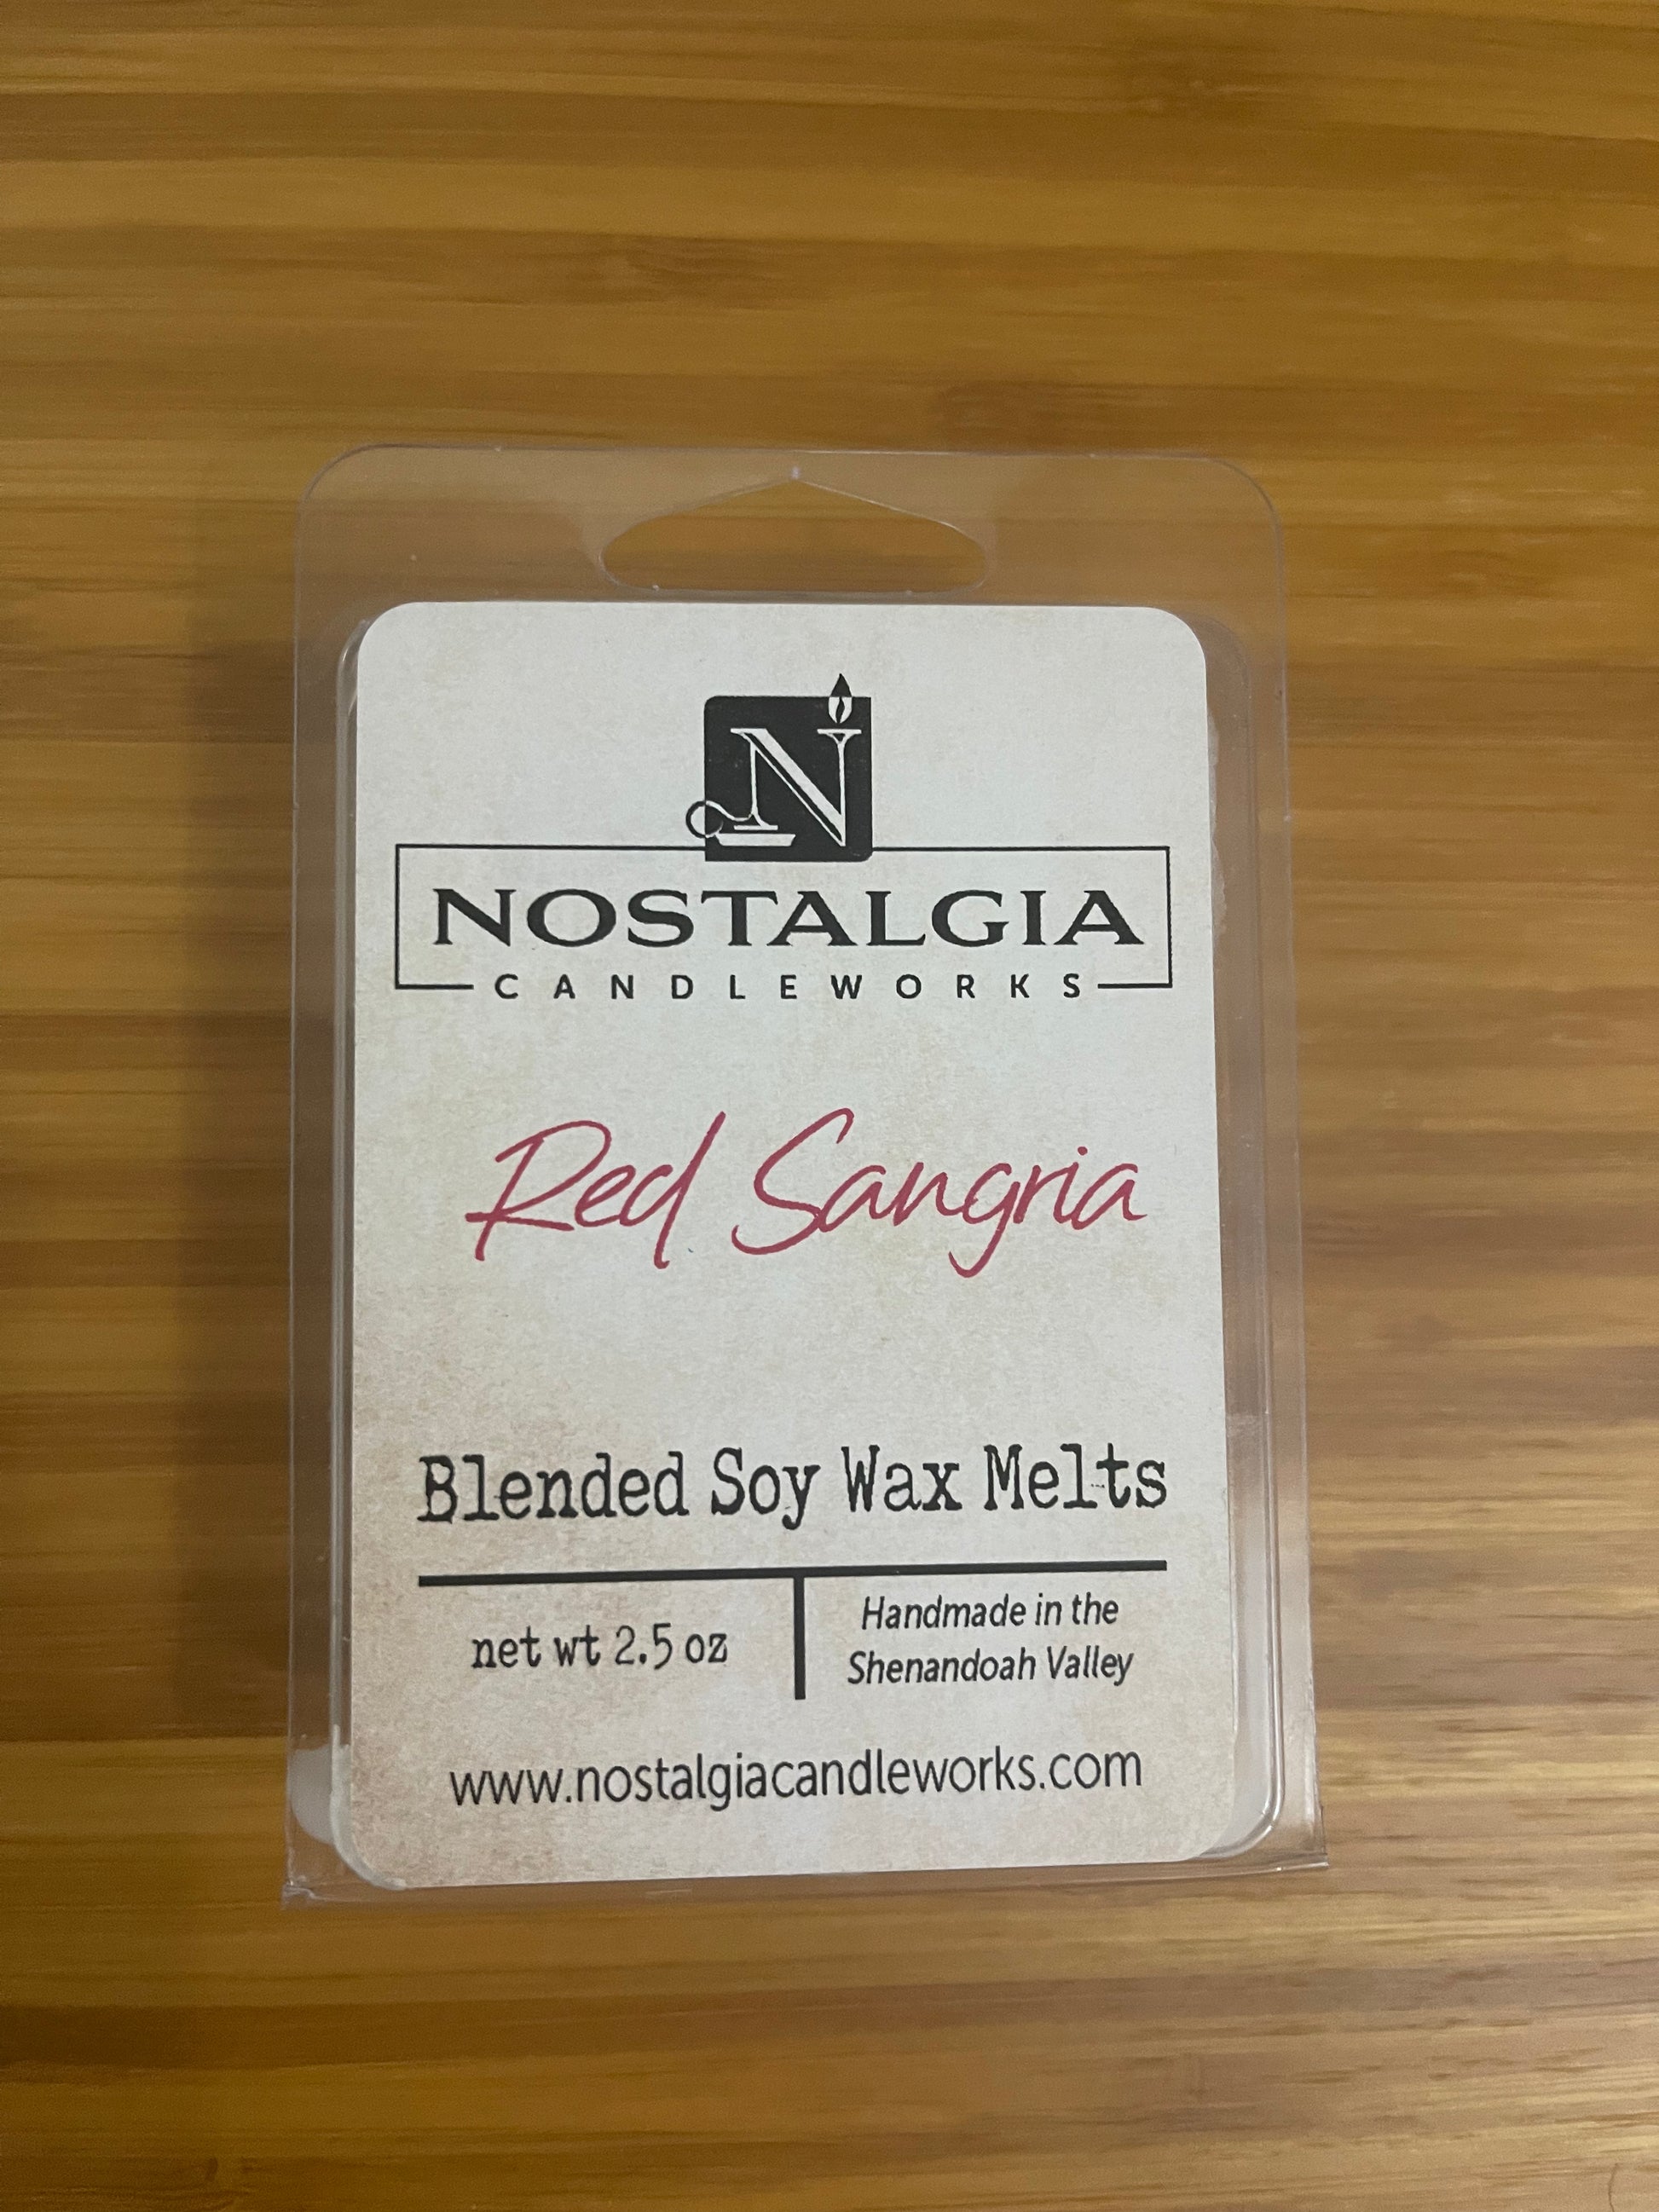 N
NOSTALGIA
CANDLEWORKS
Red Sangria
Blended Soy Wax Melts
net wt 2.5 oz
Handmade in the
Shenandoah Valley
www.nostalgiacandleworks.com